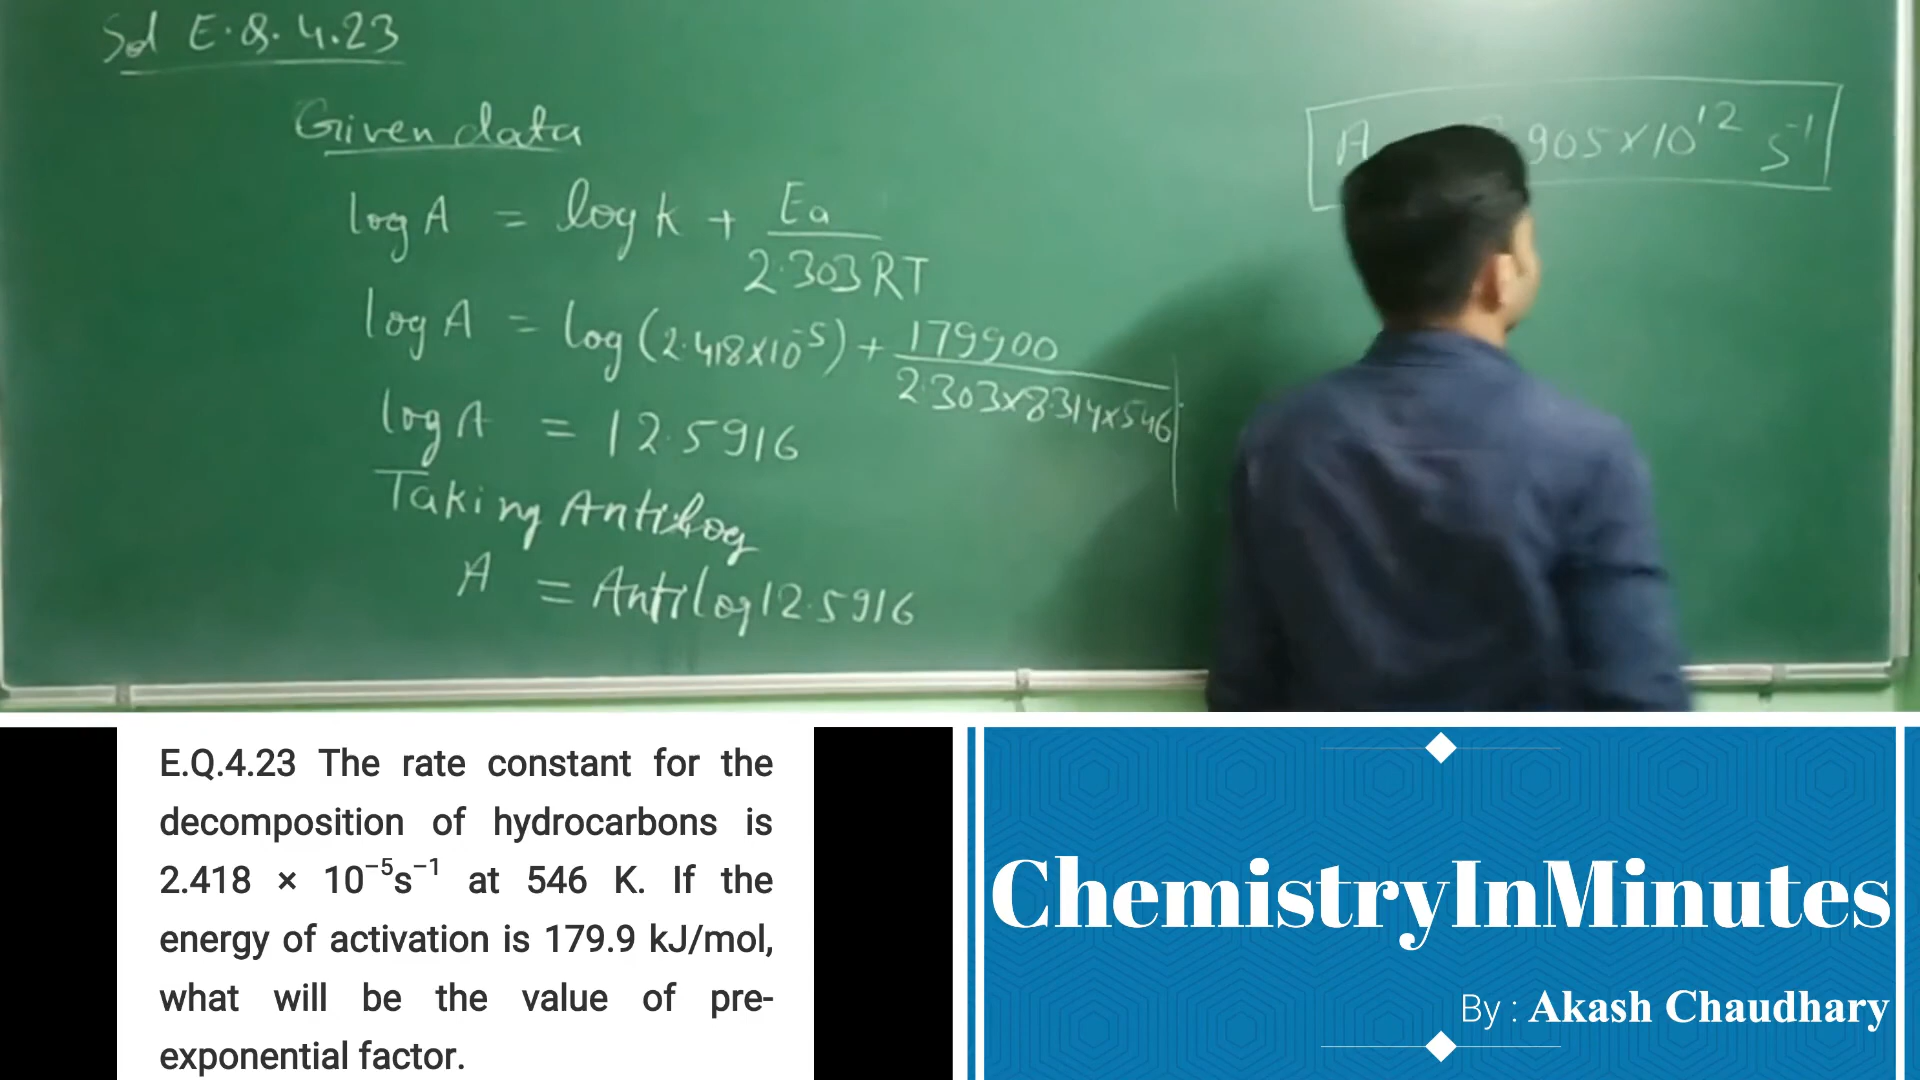 Sol E.Q. 4.23
Given data
log A = log k + Ea
2.303 RT
log A = log (2.418×10⁻⁵) + 179900
2.303×8.314×546
log A = 12.5916
Taking Antilog
A = Antilog 12.5916
A 905×10¹² s⁻¹
E.Q.4.23 The rate constant for the
decomposition of hydrocarbons is
2.418 × 10⁻⁵s⁻¹ at 546 K. If the
energy of activation is 179.9 kJ/mol,
what will be the value of pre-
exponential factor.
ChemistryInMinutes
By : Akash Chaudhary